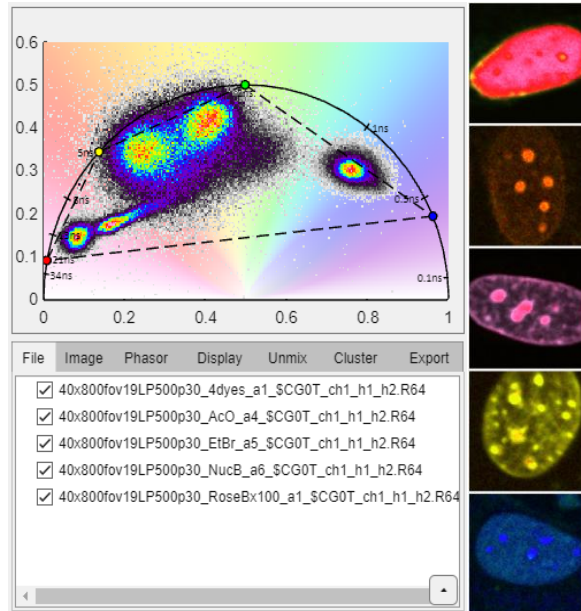 0.6
0.5
0.4
0.3
0.2
0.1
0
5ns
1ns
0.5ns
21ns
34ns
0.1ns
0 0.2 0.4 0.6 0.8 1
File Image Phasor Display Unmix Cluster Export
40x800fov19LP500p30_4dyes_a1_$CG0T_ch1_h1_h2.R64
40x800fov19LP500p30_AcO_a4_$CG0T_ch1_h1_h2.R64
40x800fov19LP500p30_EtBr_a5_$CG0T_ch1_h1_h2.R64
40x800fov19LP500p30_NucB_a6_$CG0T_ch1_h1_h2.R64
40x800fov19LP500p30_RoseBx100_a1_$CG0T_ch1_h1_h2.R64